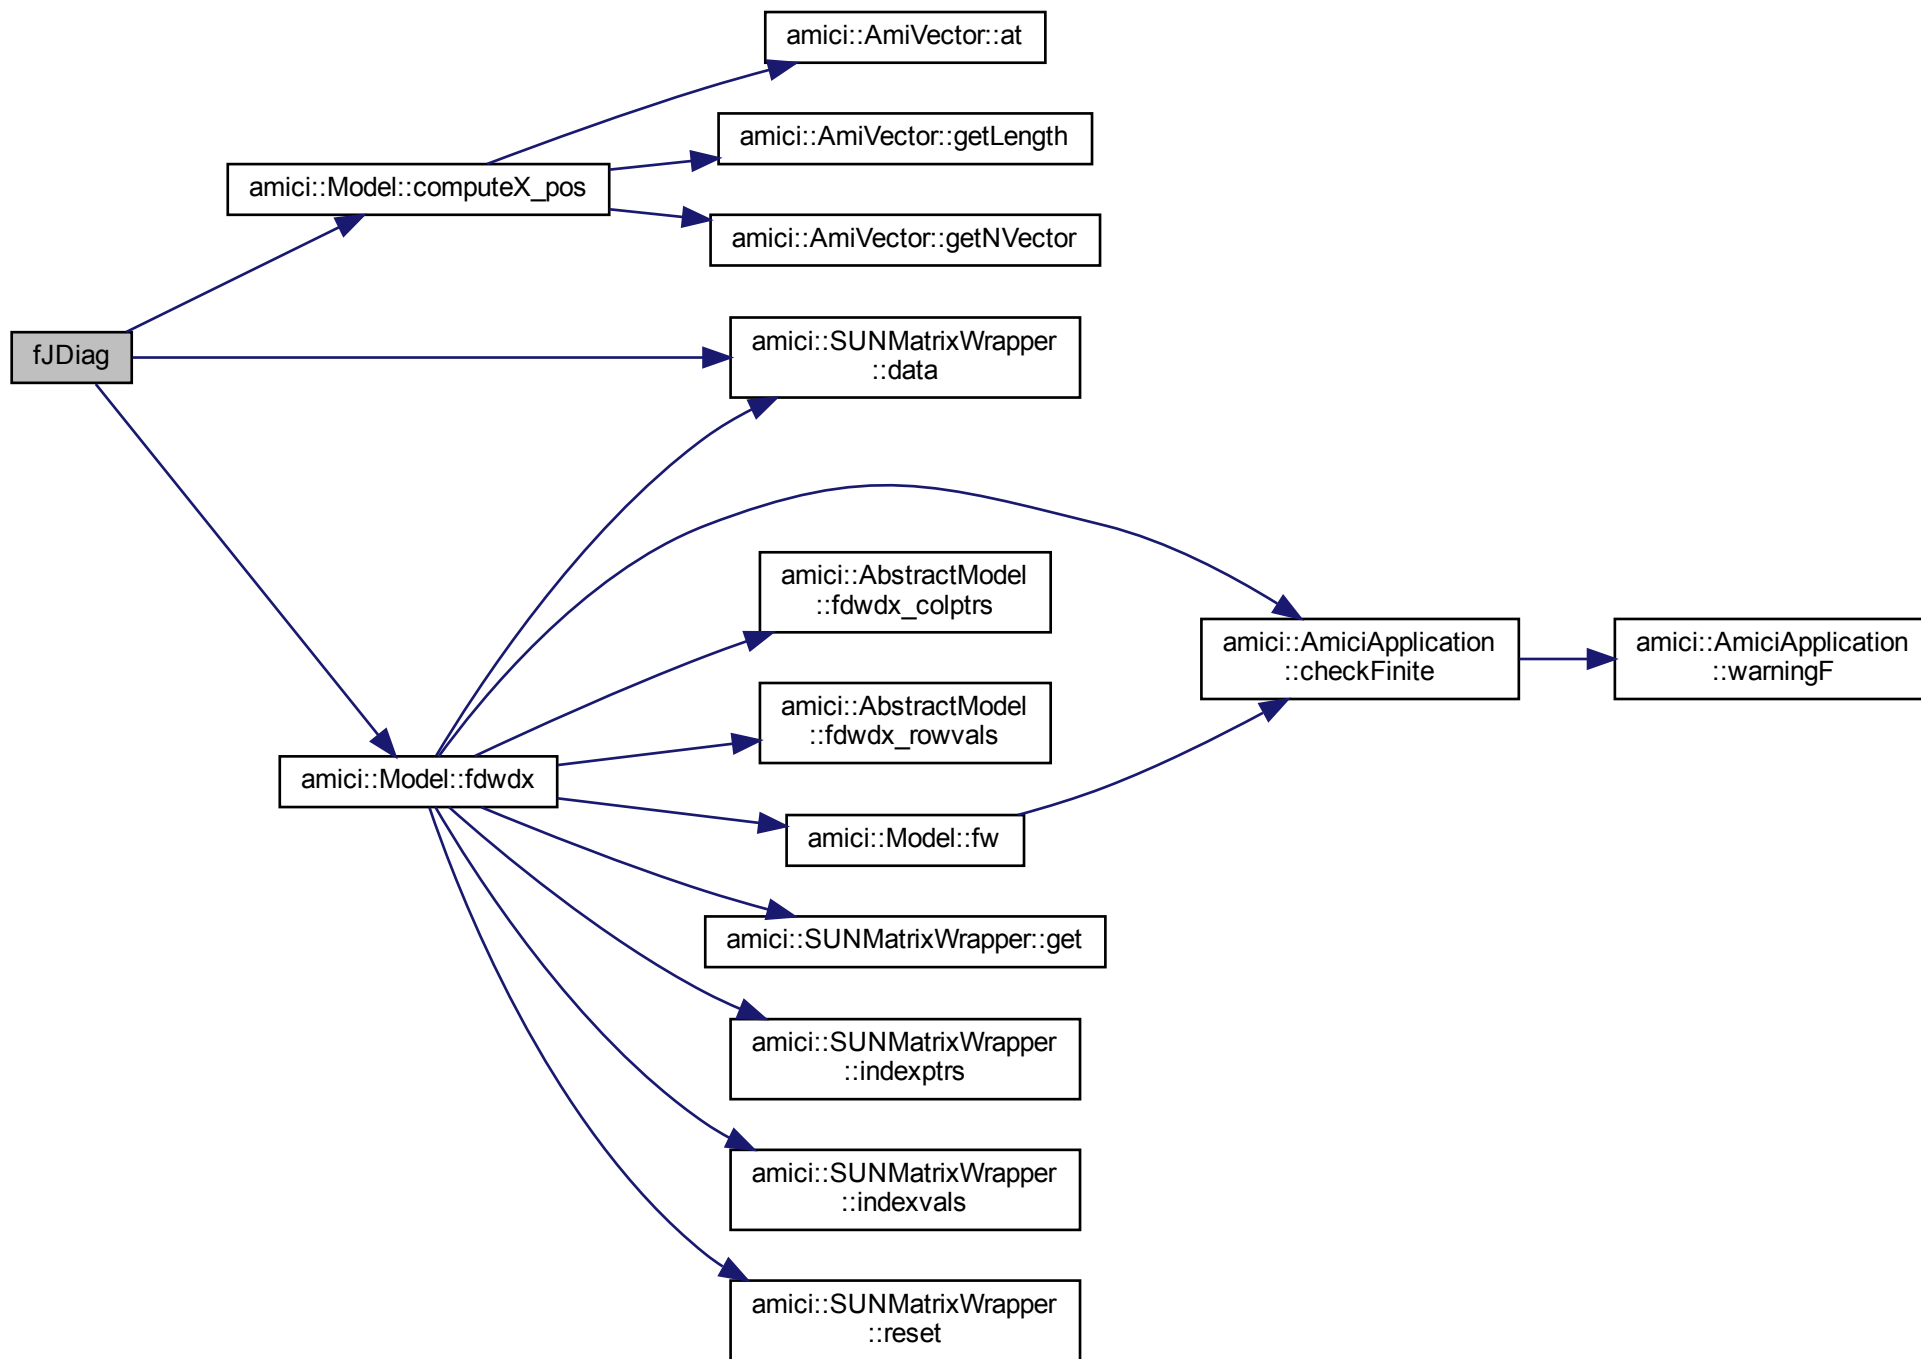 amici::AmiVector::at
amici::AmiVector::getLength
amici::Model::computeX_pos
amici::AmiVector::getNVector
fJDiag
amici::SUNMatrixWrapper
::data
amici::AbstractModel
::fdwdx_colptrs
amici::AmiciApplication
::checkFinite
amici::AmiciApplication
::warningF
amici::AbstractModel
::fdwdx_rowvals
amici::Model::fdwdx
amici::Model::fw
amici::SUNMatrixWrapper::get
amici::SUNMatrixWrapper
::indexptrs
amici::SUNMatrixWrapper
::indexvals
amici::SUNMatrixWrapper
::reset